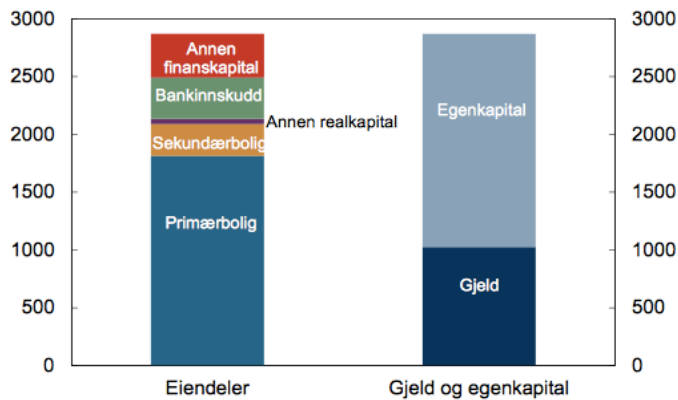 3000
2500
2000
1500
1000
500
0
Annen
finanskapital
Bankinnskudd
Annen realkapital
Sekundærbolig
Primærbolig
Egenkapital
Gjeld
3000
2500
2000
1500
1000
500
0
Eiendeler
Gjeld og egenkapital